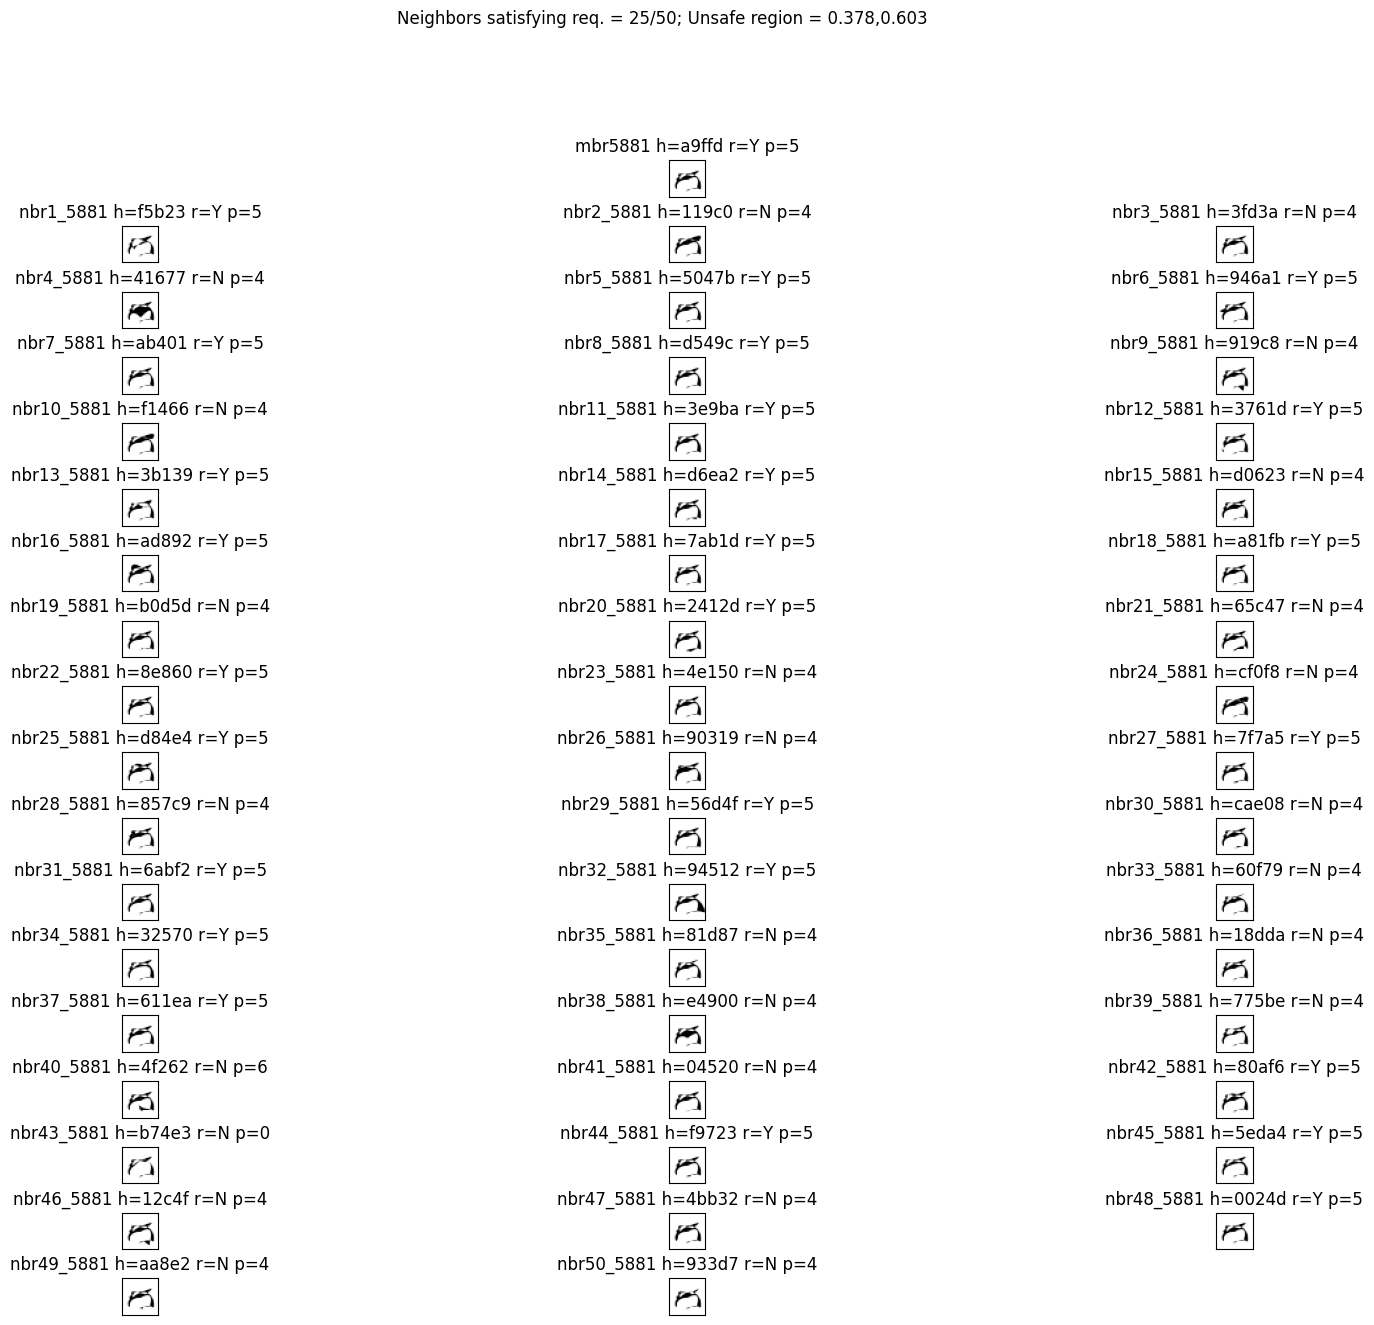 Neighbors satisfying req. = 25/50; Unsafe region = 0.378,0.603
mbr5881 h=a9ffd r=Y p=5
nbr1_5881 h=f5b23 r=Y p=5
nbr2_5881 h=119c0 r=N p=4
nbr3_5881 h=3fd3a r=N p=4
nbr4_5881 h=41677 r=N p=4
nbr5_5881 h=5047b r=Y p=5
nbr6_5881 h=946a1 r=Y p=5
nbr7_5881 h=ab401 r=Y p=5
nbr8_5881 h=d549c r=Y p=5
nbr9_5881 h=919c8 r=N p=4
nbr10_5881 h=f1466 r=N p=4
nbr11_5881 h=3e9ba r=Y p=5
nbr12_5881 h=3761d r=Y p=5
nbr13_5881 h=3b139 r=Y p=5
nbr14_5881 h=d6ea2 r=Y p=5
nbr15_5881 h=d0623 r=N p=4
nbr16_5881 h=ad892 r=Y p=5
nbr17_5881 h=7ab1d r=Y p=5
nbr18_5881 h=a81fb r=Y p=5
nbr19_5881 h=b0d5d r=N p=4
nbr20_5881 h=2412d r=Y p=5
nbr21_5881 h=65c47 r=N p=4
nbr22_5881 h=8e860 r=Y p=5
nbr23_5881 h=4e150 r=N p=4
nbr24_5881 h=cf0f8 r=N p=4
nbr25_5881 h=d84e4 r=Y p=5
nbr26_5881 h=90319 r=N p=4
nbr27_5881 h=7f7a5 r=Y p=5
nbr28_5881 h=857c9 r=N p=4
nbr29_5881 h=56d4f r=Y p=5
nbr30_5881 h=cae08 r=N p=4
nbr31_5881 h=6abf2 r=Y p=5
nbr32_5881 h=94512 r=Y p=5
nbr33_5881 h=60f79 r=N p=4
nbr34_5881 h=32570 r=Y p=5
nbr35_5881 h=81d87 r=N p=4
nbr36_5881 h=18dda r=N p=4
nbr37_5881 h=611ea r=Y p=5
nbr38_5881 h=e4900 r=N p=4
nbr39_5881 h=775be r=N p=4
nbr40_5881 h=4f262 r=N p=6
nbr41_5881 h=04520 r=N p=4
nbr42_5881 h=80af6 r=Y p=5
nbr43_5881 h=b74e3 r=N p=0
nbr44_5881 h=f9723 r=Y p=5
nbr45_5881 h=5eda4 r=Y p=5
nbr46_5881 h=12c4f r=N p=4
nbr47_5881 h=4bb32 r=N p=4
nbr48_5881 h=0024d r=Y p=5
nbr49_5881 h=aa8e2 r=N p=4
nbr50_5881 h=933d7 r=N p=4